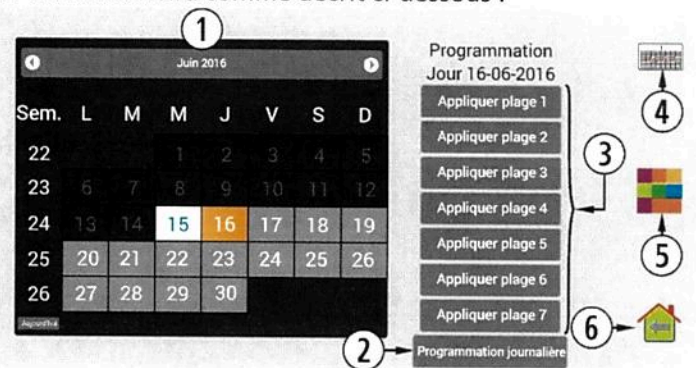 1
Juin 2016
Programmation
Jour 16-06-2016
Sem. L M M J V S D
22 1 2 3 4 5
23 6 7 8 9 10 11 12
24 13 14 15 16 17 18 19
25 20 21 22 23 24 25 26
26 27 28 29 30
Aujourd'hui
Appliquer plage 1
Appliquer plage 2
Appliquer plage 3
Appliquer plage 4
Appliquer plage 5
Appliquer plage 6
Appliquer plage 7
Programmation journalière
2
3
4
5
6